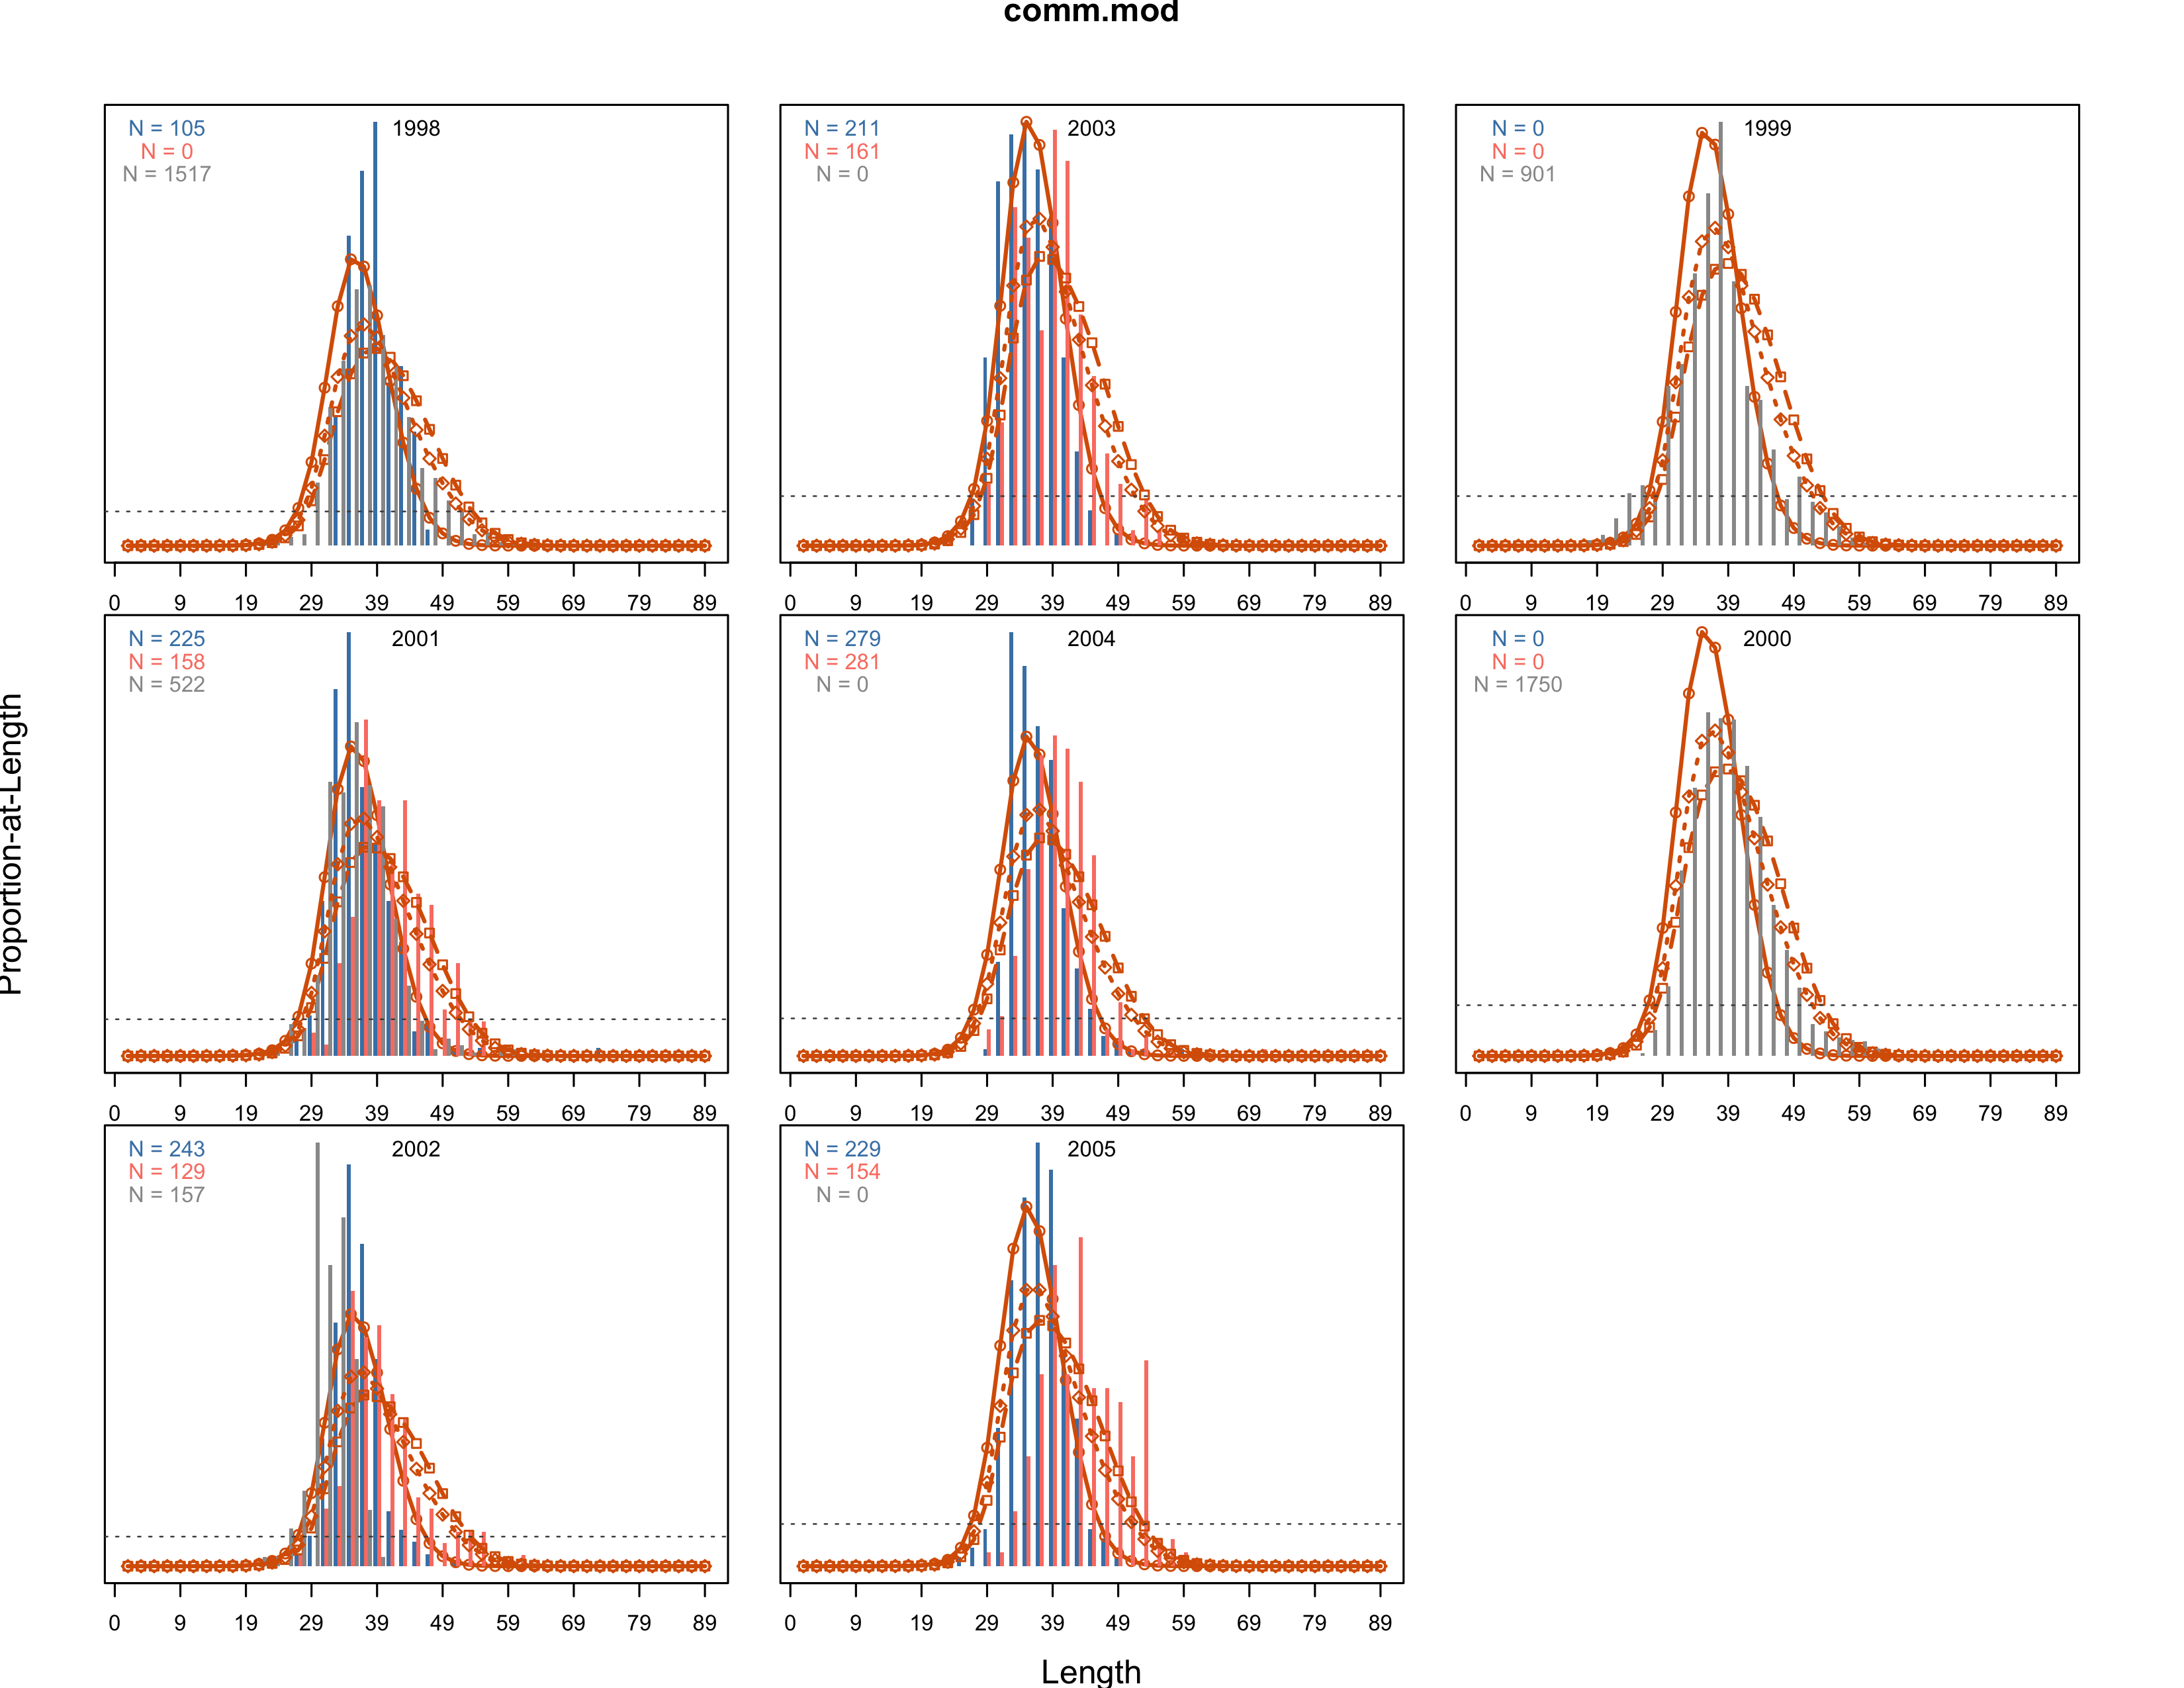 comm.mod
N = 105
N = 0
N = 1517
1998
0 9 19 29 39 49 59 69 79 89
N = 211
N = 161
N = 0
2003
0 9 19 29 39 49 59 69 79 89
N = 0
N = 0
N = 901
1999
0 9 19 29 39 49 59 69 79 89
N = 225
N = 158
N = 522
2001
0 9 19 29 39 49 59 69 79 89
N = 279
N = 281
N = 0
2004
0 9 19 29 39 49 59 69 79 89
N = 0
N = 0
N = 1750
2000
0 9 19 29 39 49 59 69 79 89
N = 243
N = 129
N = 157
2002
0 9 19 29 39 49 59 69 79 89
N = 229
N = 154
N = 0
2005
0 9 19 29 39 49 59 69 79 89
Proportion-at-Length
Length